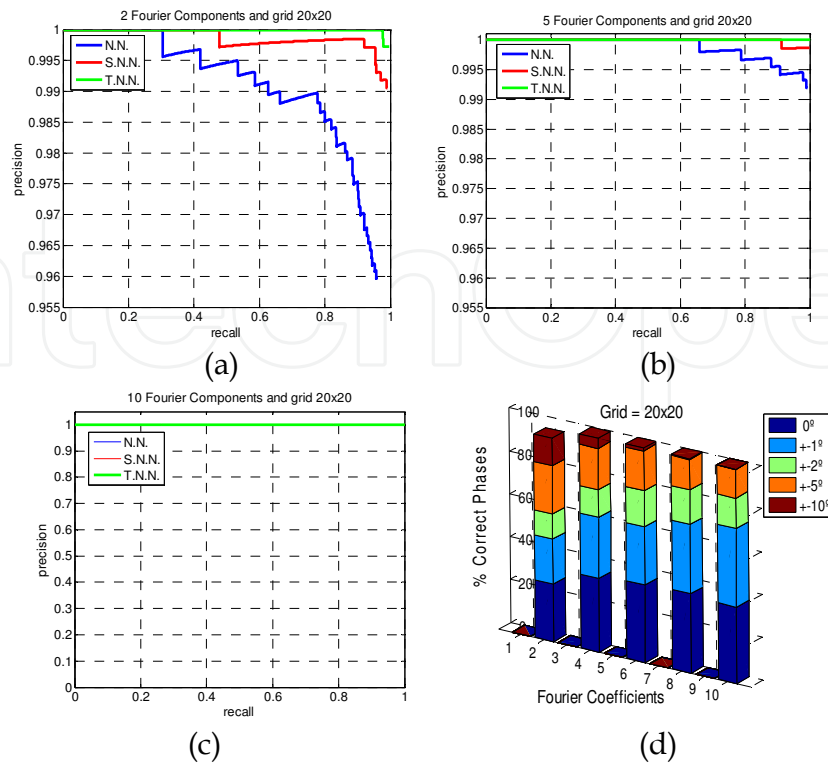 2 Fourier Components and grid 20x20
1
0.995
0.99
0.985
0.98
0.975
0.97
0.965
0.96
0.955
precision
N.N.
S.N.N.
T.N.N.
0 0.2 0.4 0.6 0.8 1
recall
(a)
5 Fourier Components and grid 20x20
1
0.995
0.99
0.985
0.98
0.975
0.97
0.965
0.96
0.955
precision
N.N.
S.N.N.
T.N.N.
0 0.2 0.4 0.6 0.8 1
recall
(b)
10 Fourier Components and grid 20x20
1
0.9
0.8
0.7
0.6
0.5
0.4
0.3
0.2
0.1
0
precision
N.N.
S.N.N.
T.N.N.
0 0.2 0.4 0.6 0.8 1
recall
(c)
Grid = 20x20
100
80
60
40
20
0
% Correct Phases
1 2 3 4 5 6 7 8 9 10
Fourier Coefficients
0º
+-1º
+-2º
+-5º
+-10º
(d)